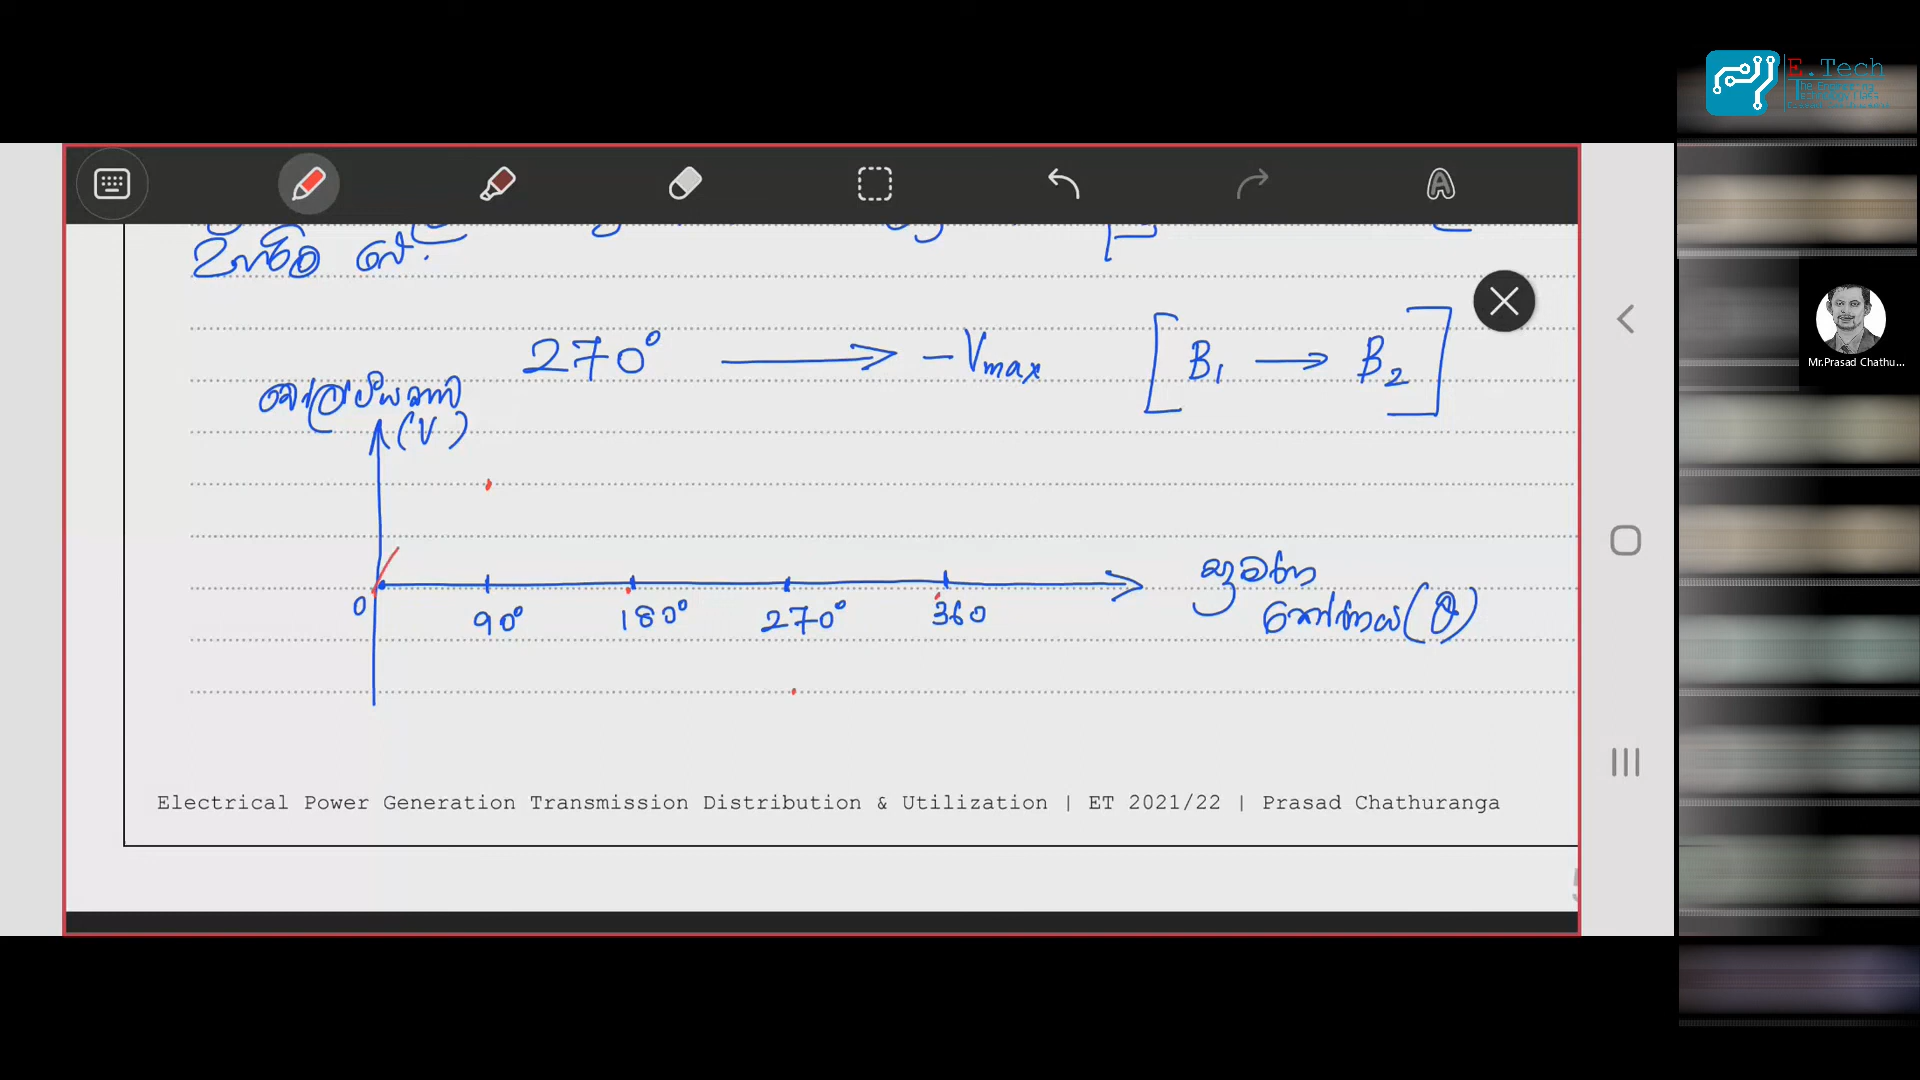 E.Tech
උපරිම වේ.
270° → -Vmax [B₁ → B₂]
වෝල්ටීයතාව
(V)
0 90° 180° 270° 360
භ්‍රමණ
කෝණය (θ)
Electrical Power Generation Transmission Distribution & Utilization | ET 2021/22 | Prasad Chathuranga
Mr.Prasad Chathu...